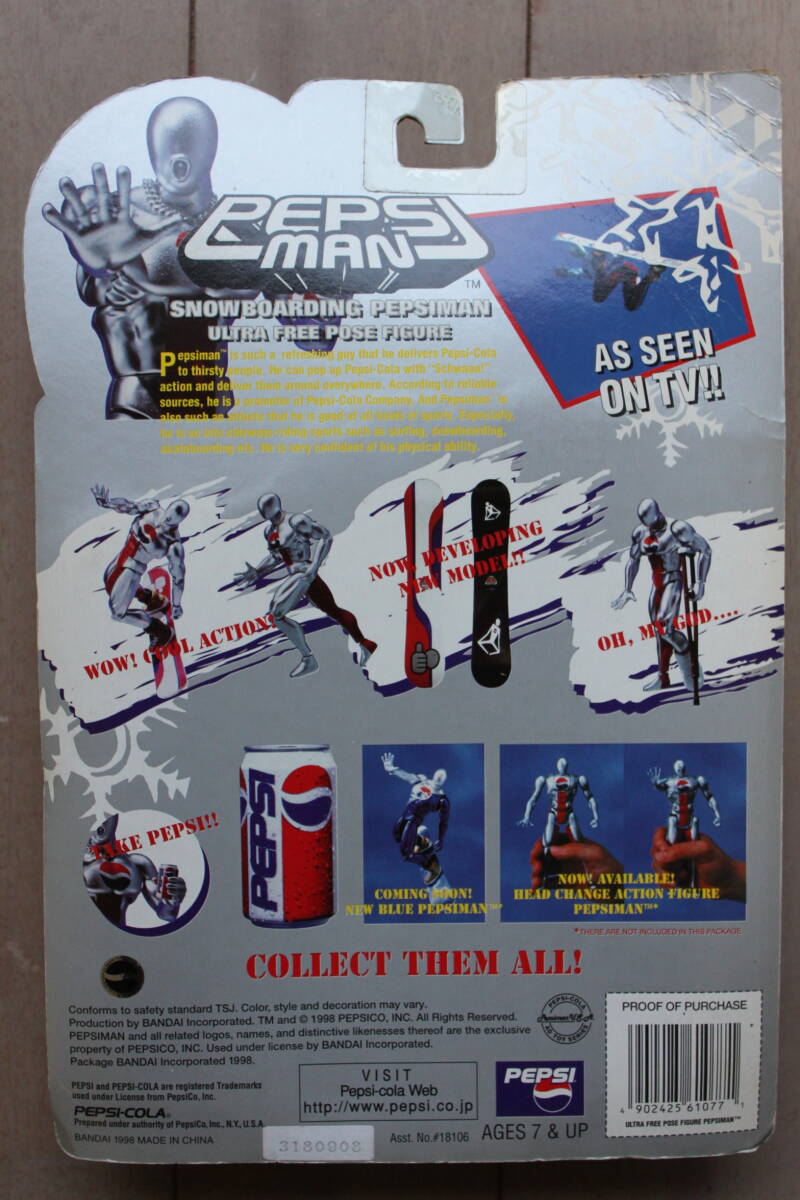 PEPSI
MAN
TM
SNOWBOARDING PEPSIMAN
ULTRA FREE POSE FIGURE
Pepsiman™ is such a refreshing guy that he delivers Pepsi-Cola
to thirsty people. He can pop up Pepsi-Cola with "Schwaaa!"
action and deliver them around everywhere. According to reliable
sources, he is a promoter of Pepsi-Cola Company. And Pepsiman™ is
also such an athlete that he is good at all kinds of sports. Especially,
he is so into sideways-riding sports such as surfing, snowboarding,
skateboarding etc. He is very confident of his physical ability.
AS SEEN
ON TV!!
WOW! COOL ACTION!
NOW, DEVELOPING
NEW MODEL!!
OH, MY GOD....
TAKE PEPSI!!
PEPSI
COMING SOON!
NEW BLUE PEPSIMAN™*
NOW! AVAILABLE!
HEAD CHANGE ACTION FIGURE
PEPSIMAN™*
*THERE ARE NOT INCLUDED IN THIS PACKAGE
COLLECT THEM ALL!
Conforms to safety standard TSJ. Color, style and decoration may vary.
Production by BANDAI Incorporated. TM and © 1998 PEPSICO, INC. All Rights Reserved.
PEPSIMAN and all related logos, names, and distinctive likenesses thereof are the exclusive
property of PEPSICO, INC. Used under license by BANDAI Incorporated.
Package BANDAI Incorporated 1998.
PEPSI and PEPSI-COLA are registered Trademarks
used under License from PepsiCo, Inc.
PEPSI-COLA®
Prepared under authority of PepsiCo, Inc., N.Y., U.S.A.
BANDAI 1998 MADE IN CHINA
3180908
VISIT
Pepsi-cola Web
http://www.pepsi.co.jp
Asst. No.#18106
PEPSI-COLA
AD TOY SERIES
PEPSI
AGES 7 & UP
PROOF OF PURCHASE
4 902425 61077 1
ULTRA FREE POSE FIGURE PEPSIMAN™